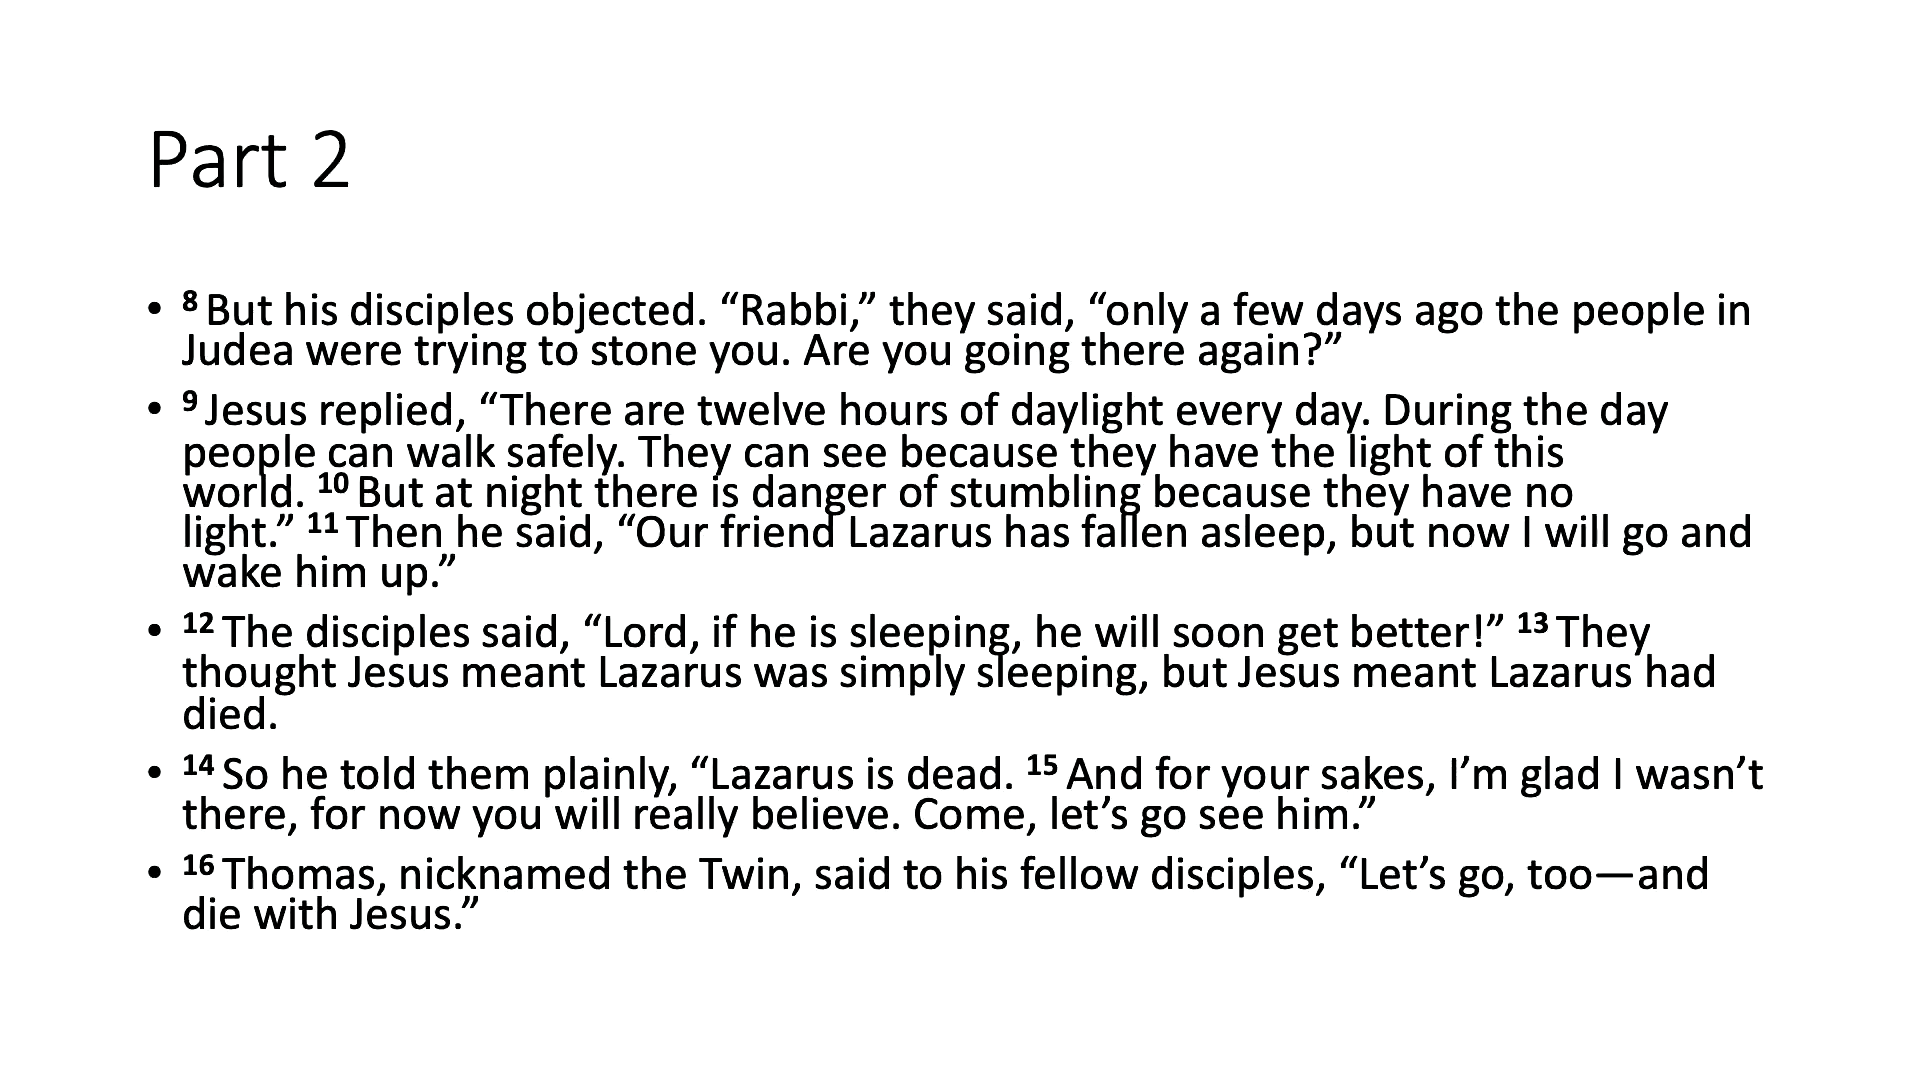 Part 2
• ⁸ But his disciples objected. “Rabbi,” they said, “only a few days ago the people in
Judea were trying to stone you. Are you going there again?”
• ⁹ Jesus replied, “There are twelve hours of daylight every day. During the day
people can walk safely. They can see because they have the light of this
world. ¹⁰ But at night there is danger of stumbling because they have no
light.” ¹¹ Then he said, “Our friend Lazarus has fallen asleep, but now I will go and
wake him up.”
• ¹² The disciples said, “Lord, if he is sleeping, he will soon get better!” ¹³ They
thought Jesus meant Lazarus was simply sleeping, but Jesus meant Lazarus had
died.
• ¹⁴ So he told them plainly, “Lazarus is dead. ¹⁵ And for your sakes, I’m glad I wasn’t
there, for now you will really believe. Come, let’s go see him.”
• ¹⁶ Thomas, nicknamed the Twin, said to his fellow disciples, “Let’s go, too—and
die with Jesus.”